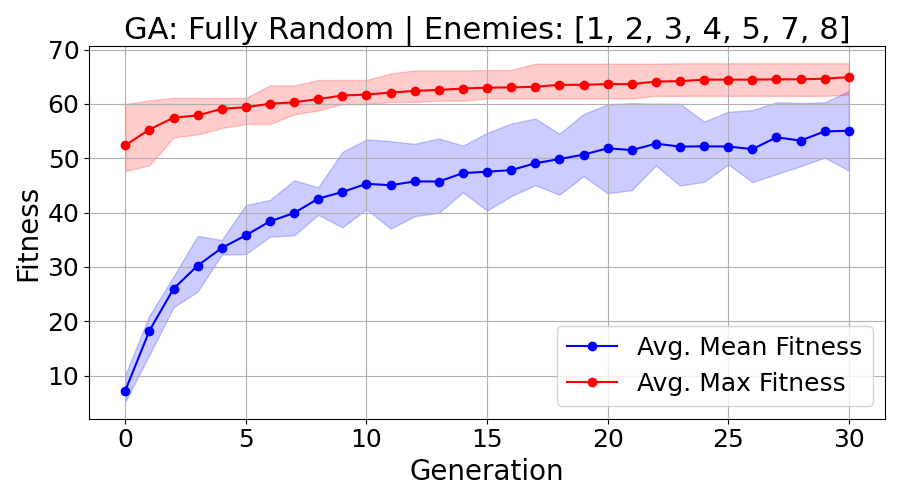 GA: Fully Random | Enemies: [1, 2, 3, 4, 5, 7, 8]
70
60
50
40
30
20
10
Fitness
Avg. Mean Fitness
Avg. Max Fitness
0 5 10 15 20 25 30
Generation